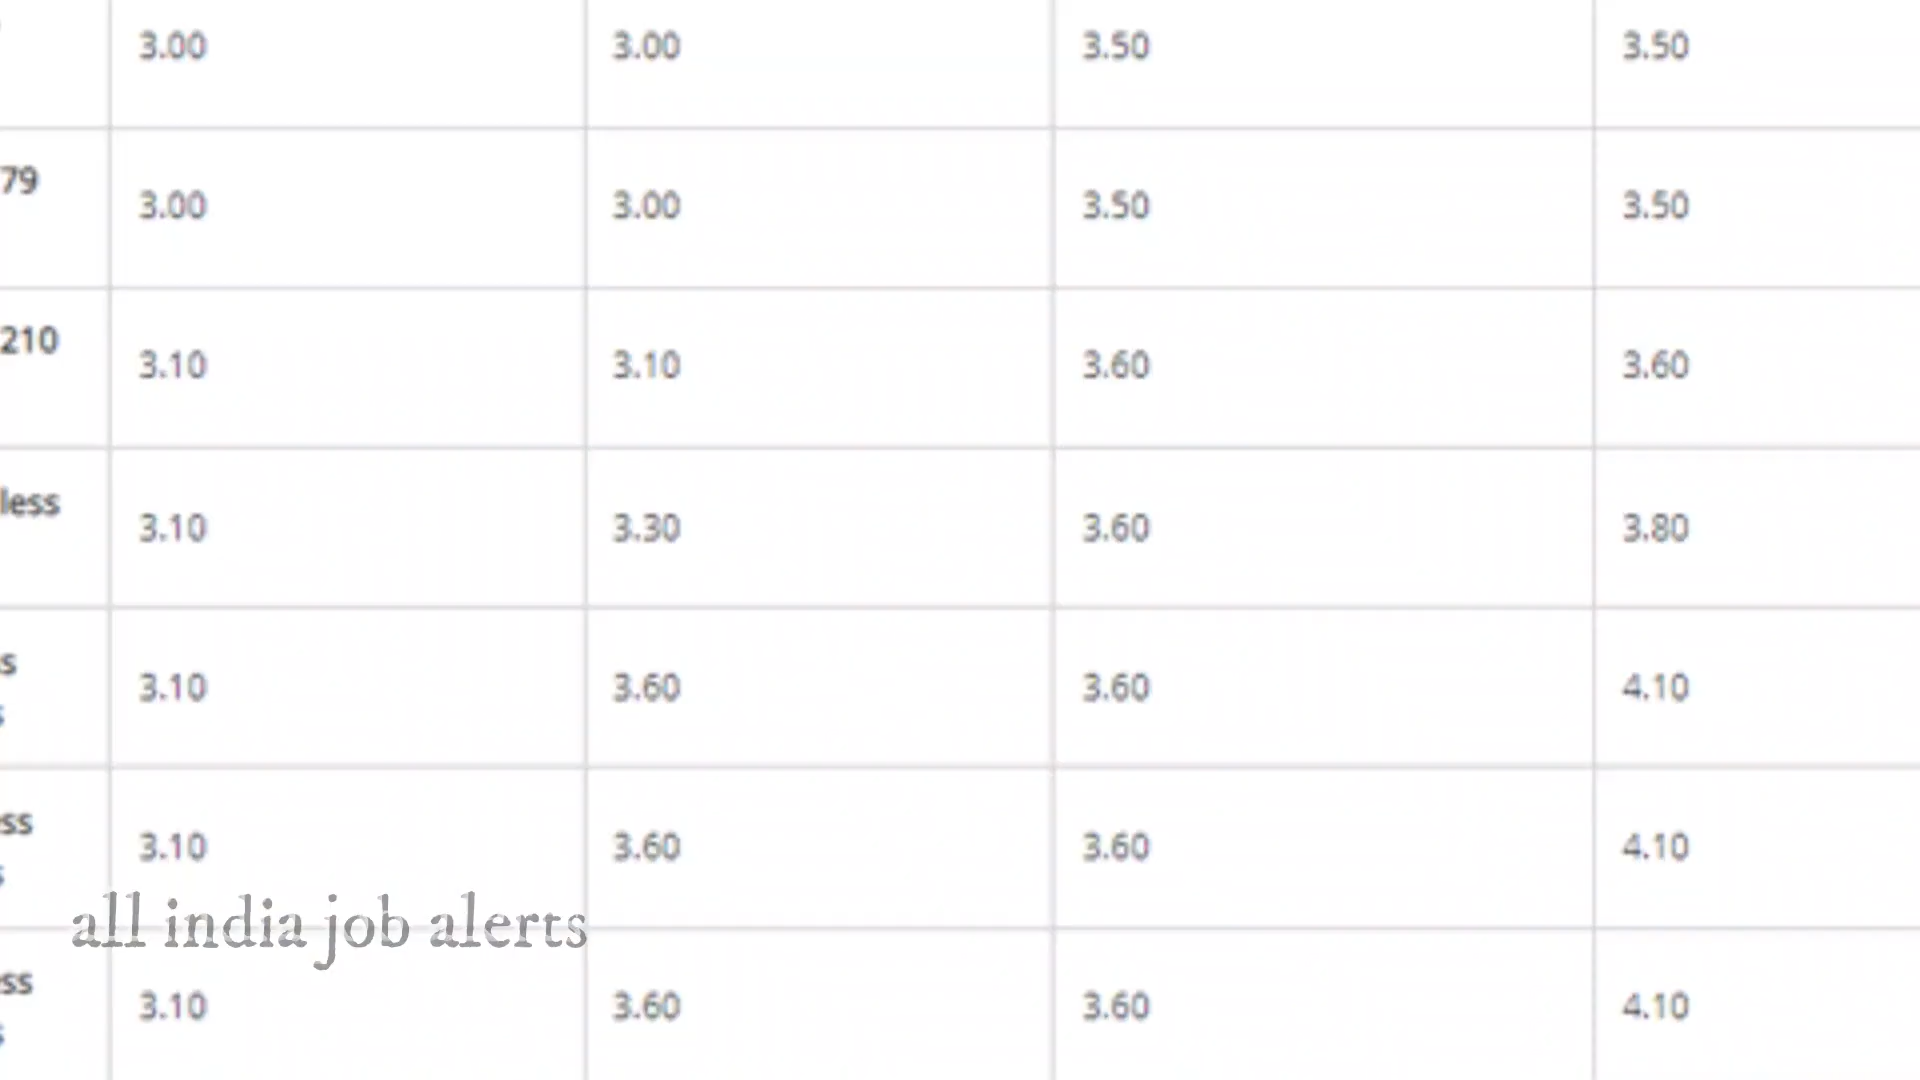 3.00 3.00 3.50 3.50
79
3.00 3.00 3.50 3.50
210
3.10 3.10 3.60 3.60
less
3.10 3.30 3.60 3.80
s
3.10 3.60 3.60 4.10
s
ss
3.10 3.60 3.60 4.10
s
all india job alerts
ss
3.10 3.60 3.60 4.10
s